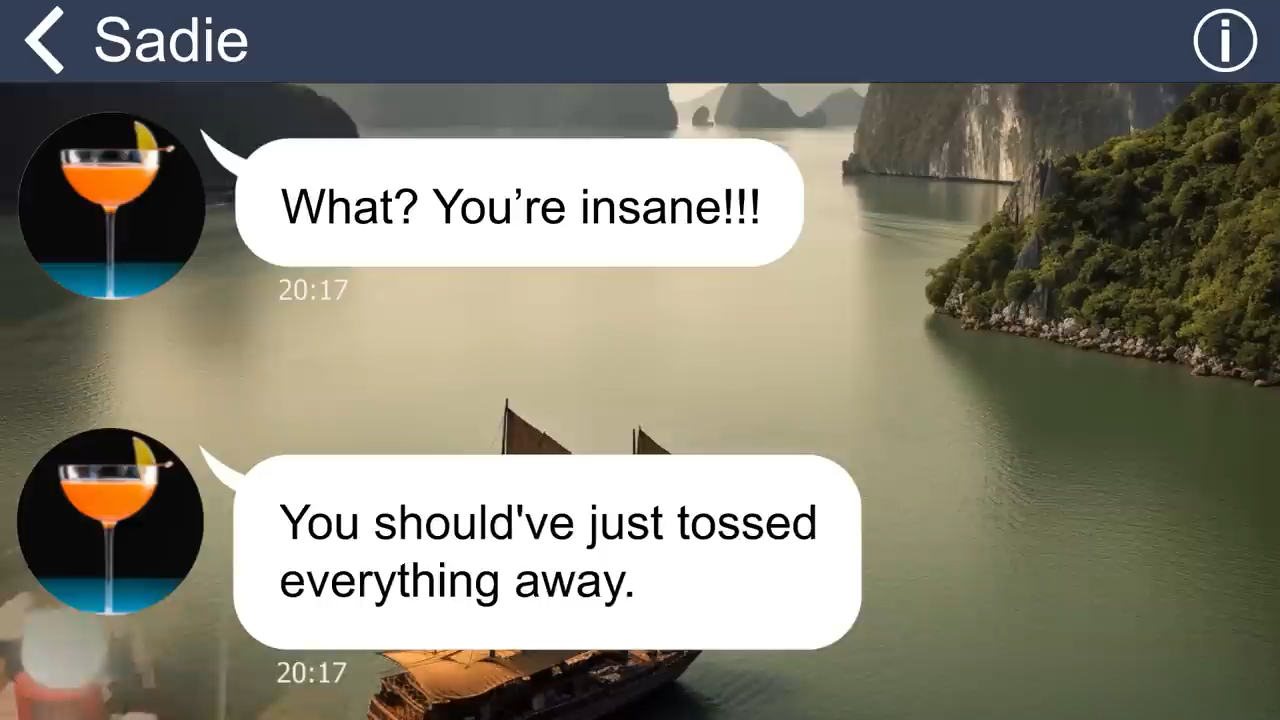 Sadie
What? You’re insane!!!
20:17
You should've just tossed
everything away.
20:17